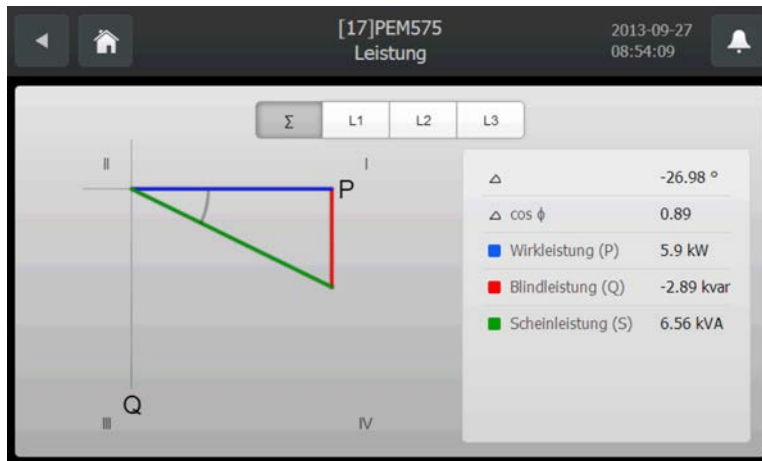 [17]PEM575
Leistung
2013-09-27
08:54:09
Σ L1 L2 L3
II I
P
Q
III IV
△ -26.98 °
△ cos ϕ 0.89
Wirkleistung (P) 5.9 kW
Blindleistung (Q) -2.89 kvar
Scheinleistung (S) 6.56 kVA